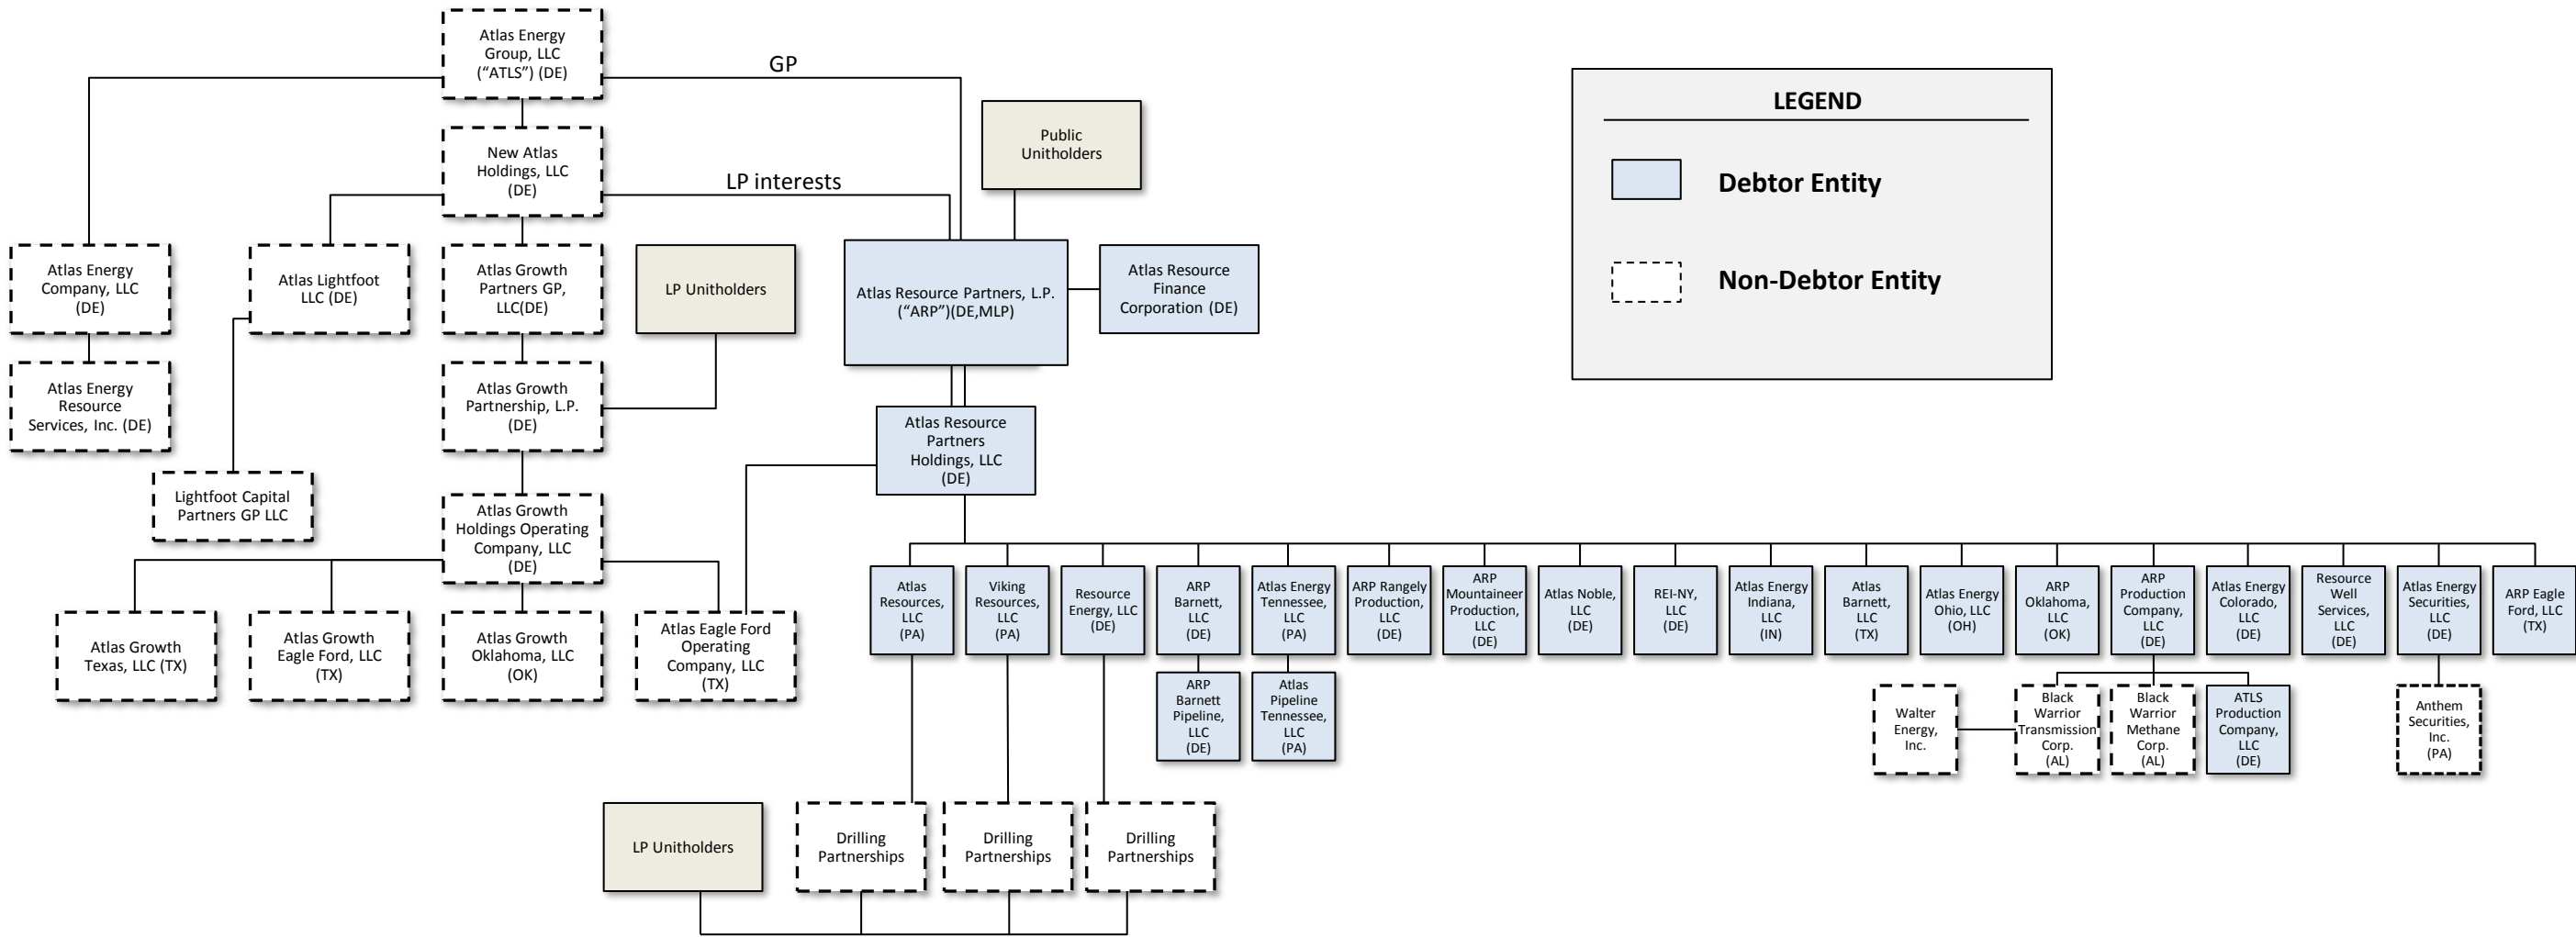 Atlas Energy
Group, LLC
(“ATLS”) (DE)
GP
New Atlas
Holdings, LLC
(DE)
LP interests
Public
Unitholders
LEGEND
Debtor Entity
Non-Debtor Entity
Atlas Energy
Company, LLC
(DE)
Atlas Lightfoot
LLC (DE)
Atlas Growth
Partners GP,
LLC(DE)
LP Unitholders
Atlas Resource Partners, L.P.
(“ARP”)(DE,MLP)
Atlas Resource
Finance
Corporation (DE)
Atlas Energy
Resource
Services, Inc. (DE)
Atlas Growth
Partnership, L.P.
(DE)
Atlas Resource
Partners
Holdings, LLC
(DE)
Lightfoot Capital
Partners GP LLC
Atlas Growth
Holdings Operating
Company, LLC
(DE)
Atlas Growth
Texas, LLC (TX)
Atlas Growth
Eagle Ford, LLC
(TX)
Atlas Growth
Oklahoma, LLC
(OK)
Atlas Eagle Ford
Operating
Company, LLC
(TX)
Atlas
Resources,
LLC
(PA)
Viking
Resources,
LLC
(PA)
Resource
Energy, LLC
(DE)
ARP
Barnett,
LLC
(DE)
Atlas Energy
Tennessee,
LLC
(PA)
ARP Rangely
Production,
LLC
(DE)
ARP
Mountaineer
Production,
LLC
(DE)
Atlas Noble,
LLC
(DE)
REI-NY,
LLC
(DE)
Atlas Energy
Indiana,
LLC
(IN)
Atlas
Barnett,
LLC
(TX)
Atlas Energy
Ohio, LLC
(OH)
ARP
Oklahoma,
LLC
(OK)
ARP
Production
Company,
LLC
(DE)
Atlas Energy
Colorado,
LLC
(DE)
Resource
Well
Services,
LLC
(DE)
Atlas Energy
Securities,
LLC
(DE)
ARP Eagle
Ford, LLC
(TX)
ARP
Barnett
Pipeline,
LLC
(DE)
Atlas
Pipeline
Tennessee,
LLC
(PA)
Walter
Energy,
Inc.
Black
Warrior
Transmission
Corp.
(AL)
Black
Warrior
Methane
Corp.
(AL)
ATLS
Production
Company,
LLC
(DE)
Anthem
Securities,
Inc.
(PA)
LP Unitholders
Drilling
Partnerships
Drilling
Partnerships
Drilling
Partnerships